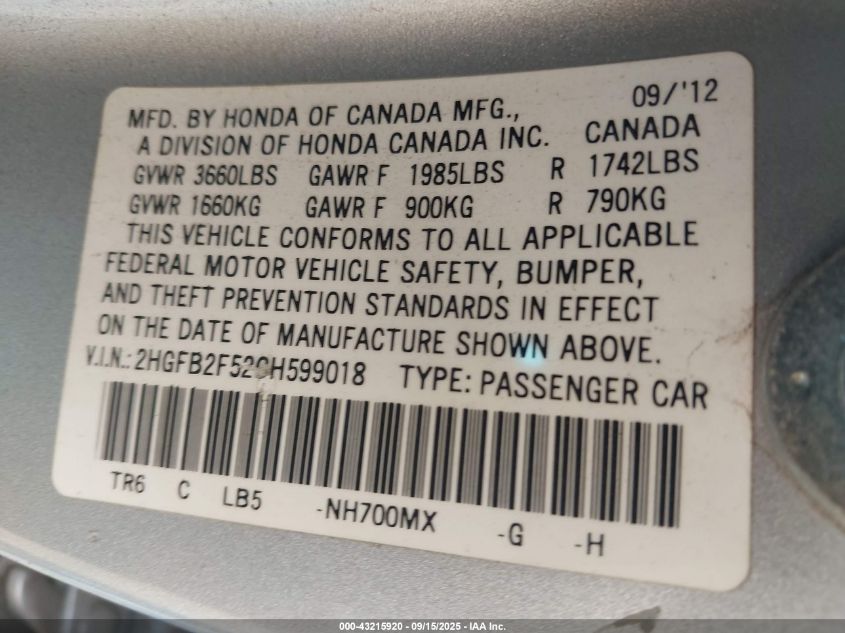 09/'12
MFD. BY HONDA OF CANADA MFG.,
A DIVISION OF HONDA CANADA INC. CANADA
GVWR 3660LBS GAWR F 1985LBS R 1742LBS
GVWR 1660KG GAWR F 900KG R 790KG
THIS VEHICLE CONFORMS TO ALL APPLICABLE
FEDERAL MOTOR VEHICLE SAFETY, BUMPER,
AND THEFT PREVENTION STANDARDS IN EFFECT
ON THE DATE OF MANUFACTURE SHOWN ABOVE.
V.I.N.: 2HGFB2F52CH599018 TYPE: PASSENGER CAR
TR6 C LB5 -NH700MX -G -H
000-43215920 - 09/15/2025 - IAA Inc.